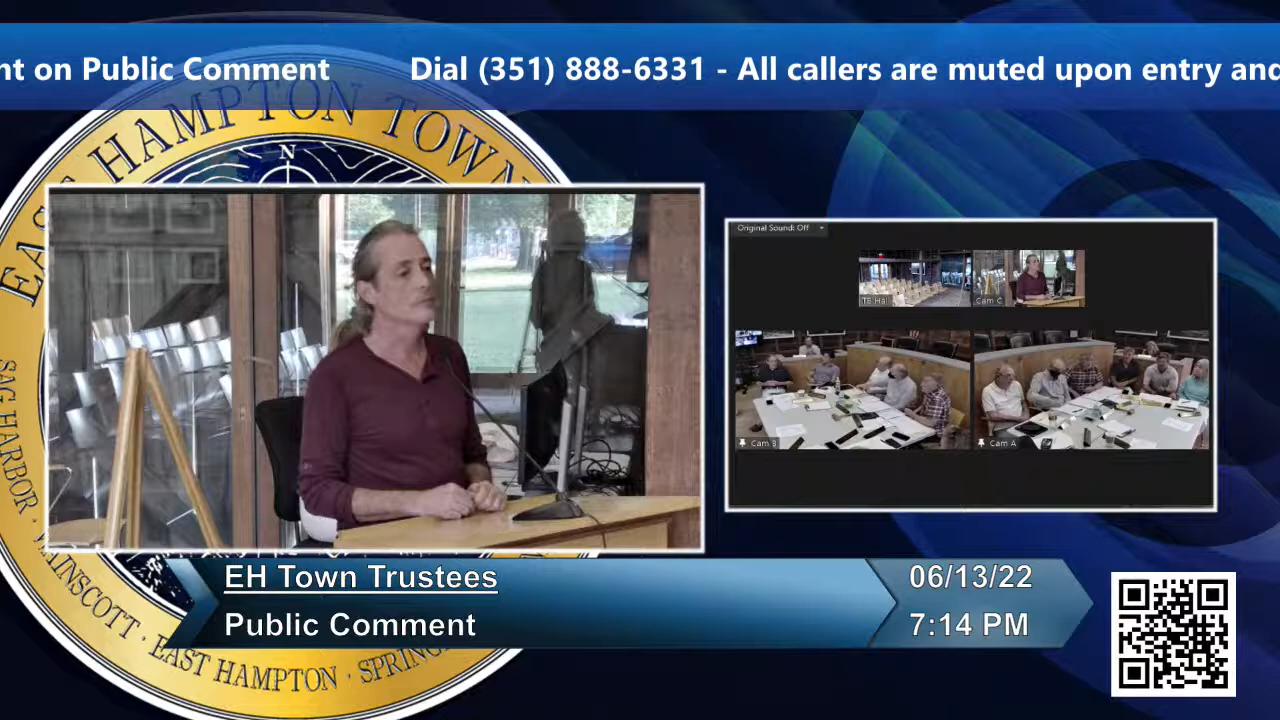 nt on Public Comment Dial (351) 888-6331 - All callers are muted upon entry and
EAST HAMPTON TOWN
N
Original Sound: Off
Cam C
Cam B
Cam A
SAG HARBOR · WAINSCOTT · EAST HAMPTON · SPRING
EH Town Trustees
06/13/22
Public Comment
7:14 PM